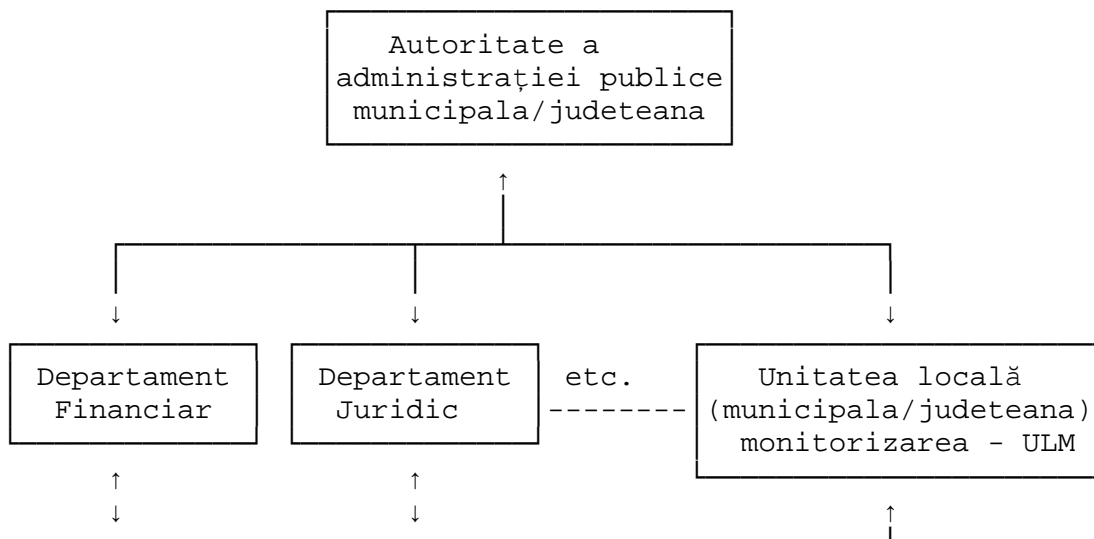 Autoritate a
administrației publice
municipala/judeteana
↑
↓ ↓ ↓
Departament
Financiar
Departament
Juridic
etc.
--------
Unitatea locală
(municipala/judeteana)
monitorizarea - ULM
↑ ↑
↓ ↓ ↑